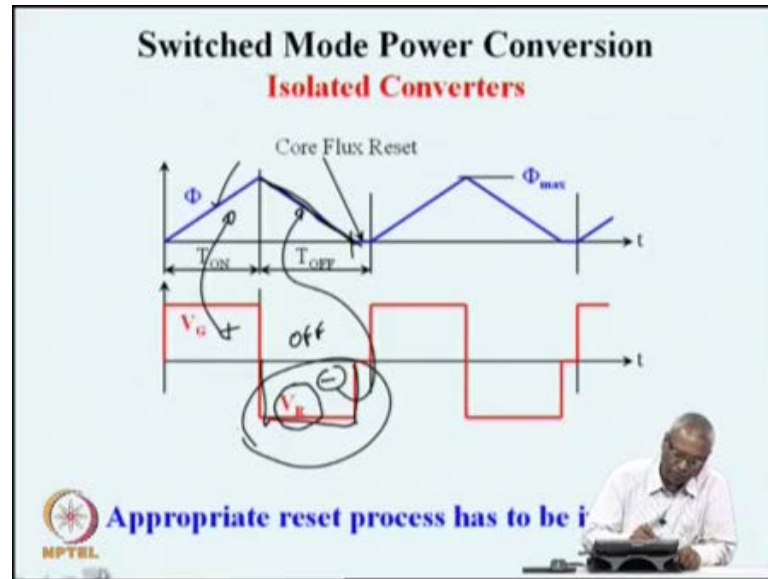 Switched Mode Power Conversion
Isolated Converters
Core Flux Reset
Φ
Φmax
TON
TOFF
t
VG
+
off
-
VR
t
Appropriate reset process has to be
NPTEL